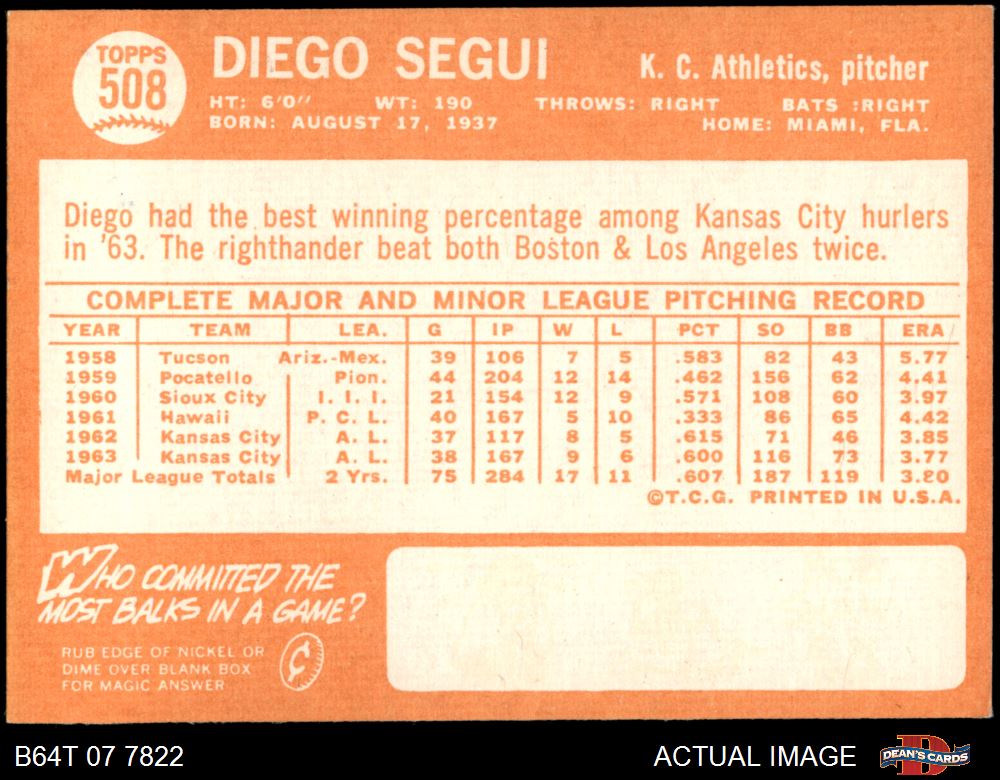 TOPPS
508
DIEGO SEGUI
K. C. Athletics, pitcher
HT: 6'0" WT: 190 THROWS: RIGHT BATS :RIGHT
BORN: AUGUST 17, 1937 HOME: MIAMI, FLA.
Diego had the best winning percentage among Kansas City hurlers
in '63. The righthander beat both Boston & Los Angeles twice.
COMPLETE MAJOR AND MINOR LEAGUE PITCHING RECORD
YEAR TEAM LEA. G IP W L PCT SO BB ERA
1958 Tucson Ariz.-Mex. 39 106 7 5 .583 82 43 5.77
1959 Pocatello Pion. 44 204 12 14 .462 156 62 4.41
1960 Sioux City I. I. I. 21 154 12 9 .571 108 60 3.97
1961 Hawaii P. C. L. 40 167 5 10 .333 86 65 4.42
1962 Kansas City A. L. 37 117 8 5 .615 71 46 3.85
1963 Kansas City A. L. 38 167 9 6 .600 116 73 3.77
Major League Totals 2 Yrs. 75 284 17 11 .607 187 119 3.80
©T.C.G. PRINTED IN U.S.A.
WHO COMMITTED THE
MOST BALKS IN A GAME?
RUB EDGE OF NICKEL OR
DIME OVER BLANK BOX
FOR MAGIC ANSWER
¢
B64T 07 7822
ACTUAL IMAGE
D
DEAN'S CARDS